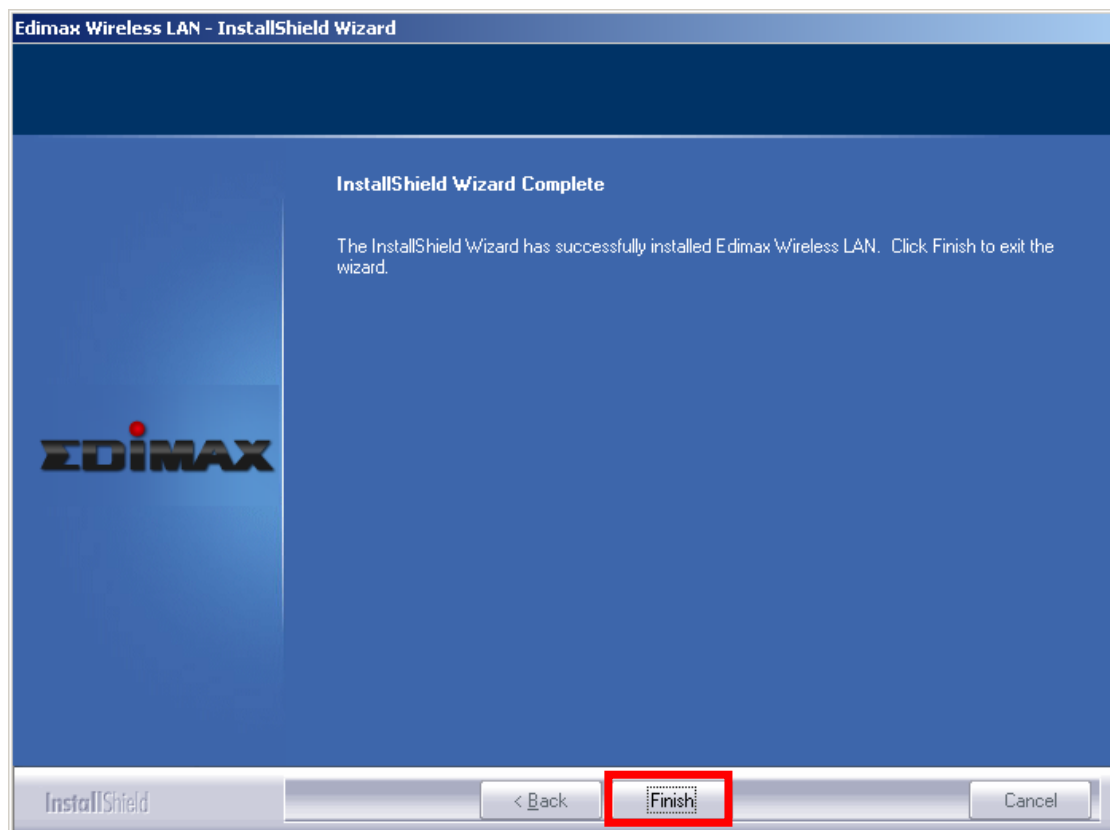 Edimax Wireless LAN - InstallShield Wizard
InstallShield Wizard Complete
The InstallShield Wizard has successfully installed Edimax Wireless LAN.  Click Finish to exit the
wizard.
EDiMAX
InstallShield
< Back
Finish
Cancel